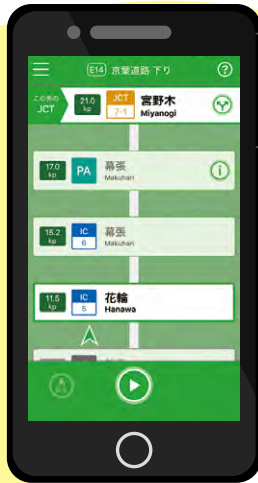 E14 京葉道路 下り ?
この先の
JCT
21.0
kp
JCT
7-1
宮野木
Miyanogi
17.0
kp
PA
幕張
Makuhari
i
15.2
kp
IC
6
幕張
Makuhari
11.5
kp
IC
5
花輪
Hanawa